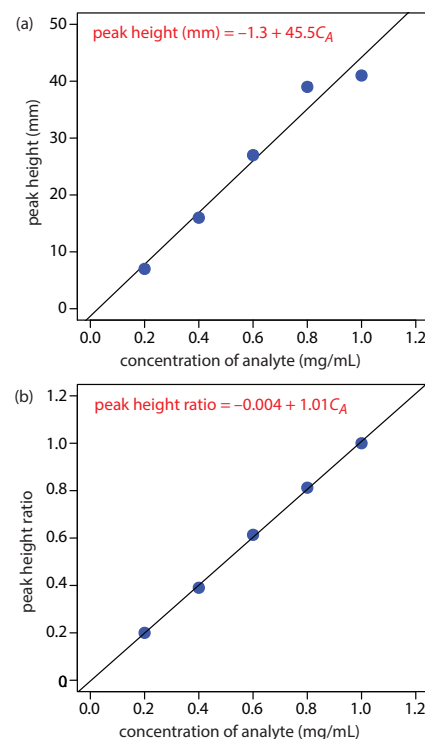 (a)
peak height (mm) = –1.3 + 45.5C_A
50
40
30
20
10
0
peak height (mm)
0.0 0.2 0.4 0.6 0.8 1.0 1.2
concentration of analyte (mg/mL)
(b)
peak height ratio = –0.004 + 1.01C_A
1.2
1.0
0.8
0.6
0.4
0.2
0
peak height ratio
0.0 0.2 0.4 0.6 0.8 1.0 1.2
concentration of analyte (mg/mL)